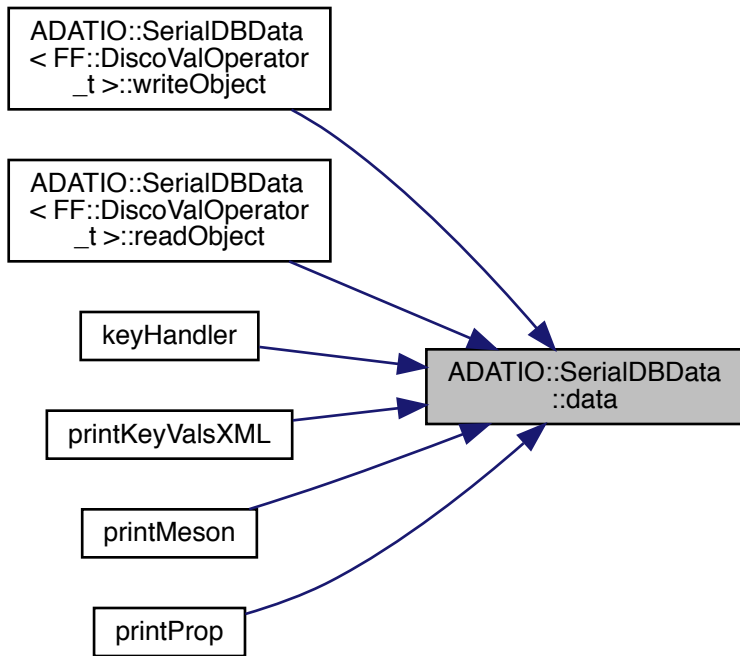 ADATIO::SerialDBData
< FF::DiscoValOperator
_t >::writeObject
ADATIO::SerialDBData
< FF::DiscoValOperator
_t >::readObject
keyHandler
ADATIO::SerialDBData
::data
printKeyValsXML
printMeson
printProp